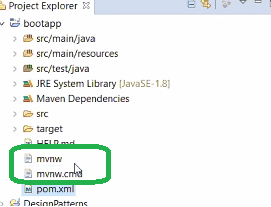 Project Explorer
bootapp
src/main/java
src/main/resources
src/test/java
JRE System Library [JavaSE-1.8]
Maven Dependencies
src
target
HELP.md
mvnw
mvnw.cmd
pom.xml
DesignPatterns